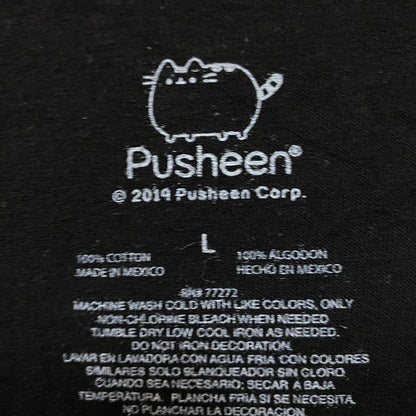 Pusheen®
© 2019 Pusheen Corp.
L
100% COTTON
MADE IN MEXICO
100% ALGODON
HECHO EN MEXICO
RN# 77272
MACHINE WASH COLD WITH LIKE COLORS, ONLY
NON-CHLORINE BLEACH WHEN NEEDED
TUMBLE DRY LOW COOL IRON AS NEEDED.
DO NOT IRON DECORATION.
LAVAR EN LAVADORA CON AGUA FRIA CON COLORES
SIMILARES SOLO BLANQUEADOR SIN CLORO
CUANDO SEA NECESARIO; SECAR A BAJA
TEMPERATURA. PLANCHA FRIA SI SE NECESITA.
NO PLANCHAR LA DECORACION